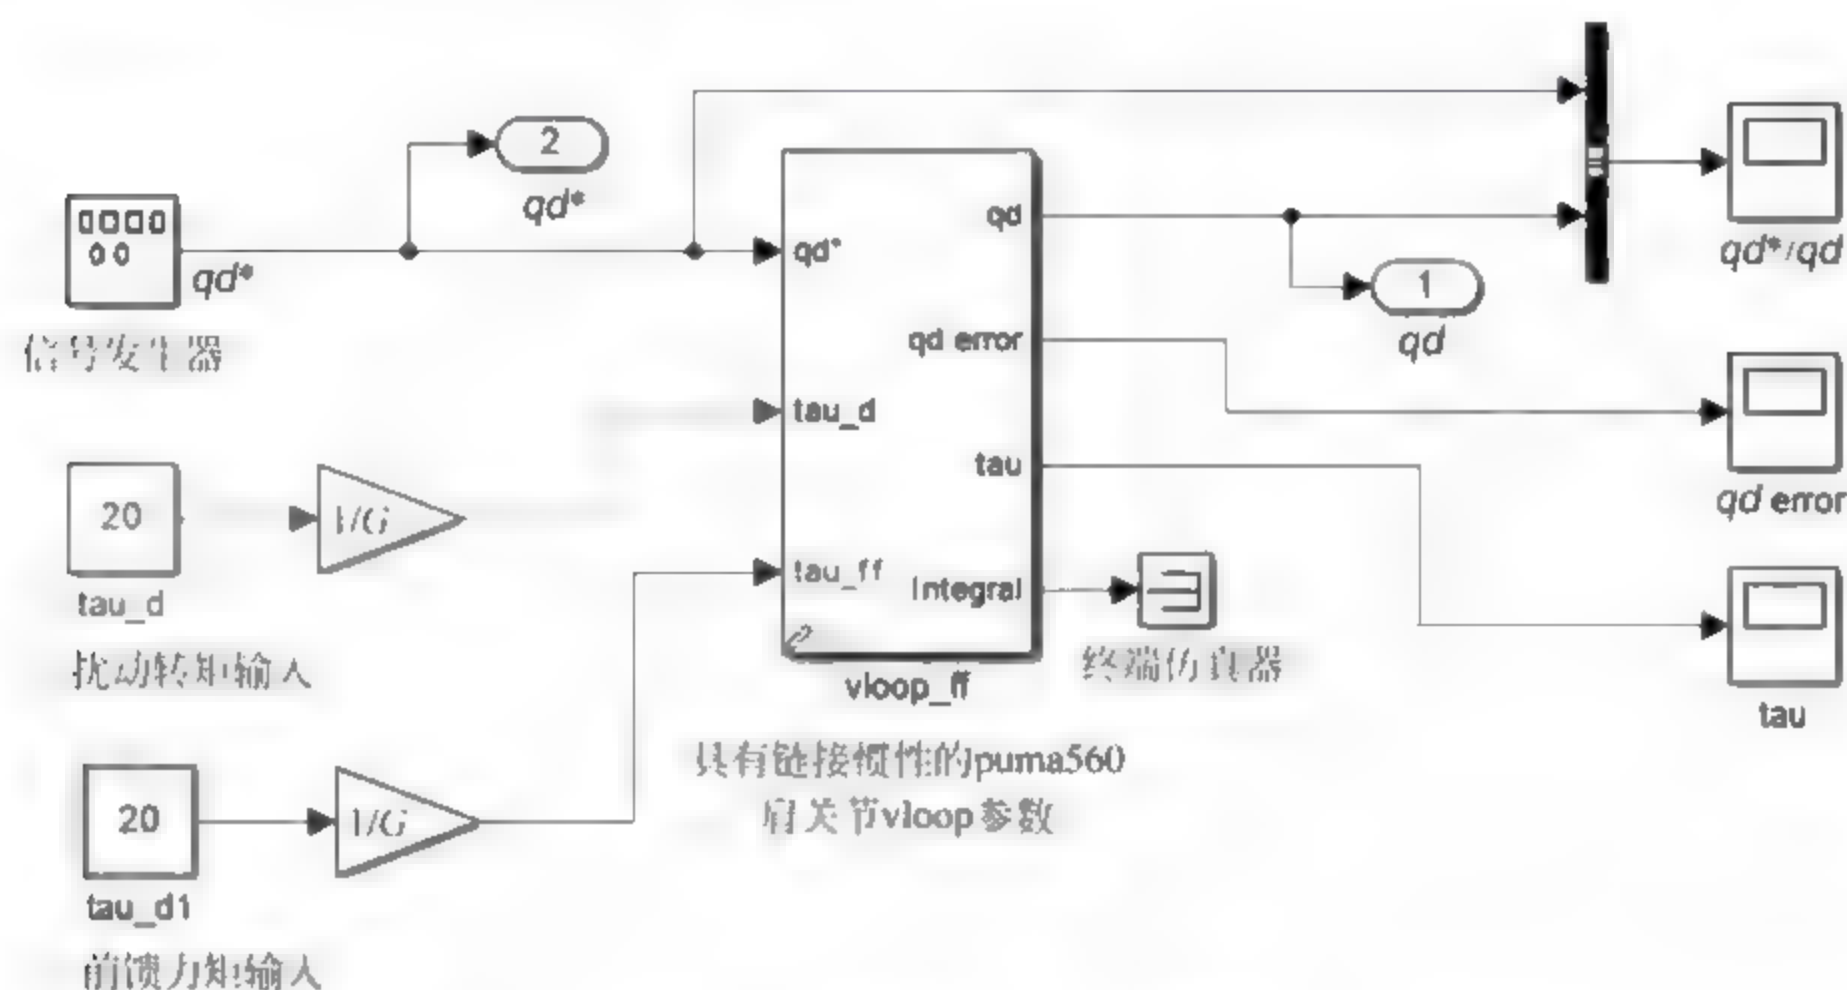 2
qd*
qd*
信号发生器
20
1/G
tau_d
扰动转矩输入
20
1/G
tau_d1
前馈力矩输入
qd*
tau_d
tau_ff
qd
qd error
tau
Integral
vloop_ff
具有链接惯性的puma560
肩关节vloop参数
终端仿真器
1
qd
qd*/qd
qd error
tau